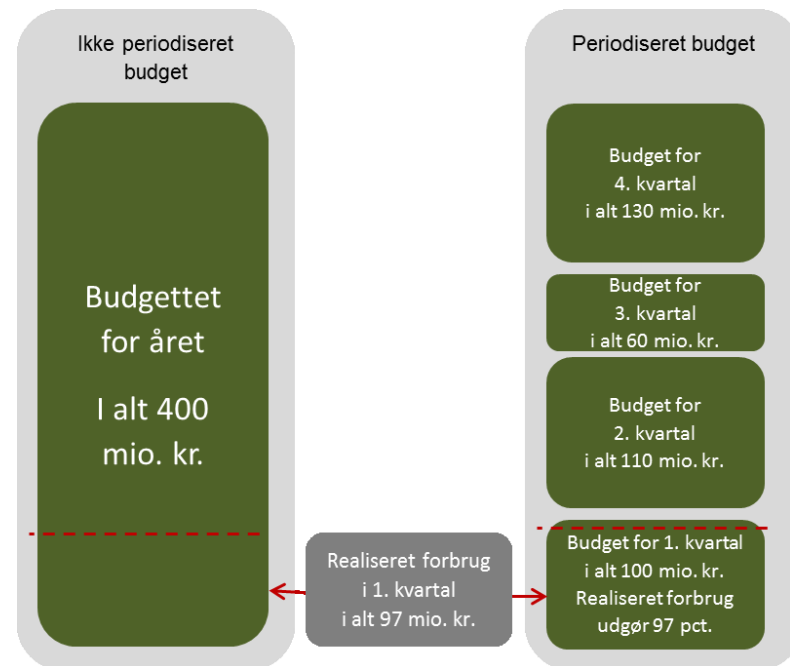 Ikke periodiseret
budget
Budgettet
for året
I alt 400
mio. kr.
Realiseret forbrug
i 1. kvartal
i alt 97 mio. kr.
Periodiseret budget
Budget for
4. kvartal
i alt 130 mio. kr.
Budget for
3. kvartal
i alt 60 mio. kr.
Budget for
2. kvartal
i alt 110 mio. kr.
Budget for 1. kvartal
i alt 100 mio. kr.
Realiseret forbrug
udgør 97 pct.